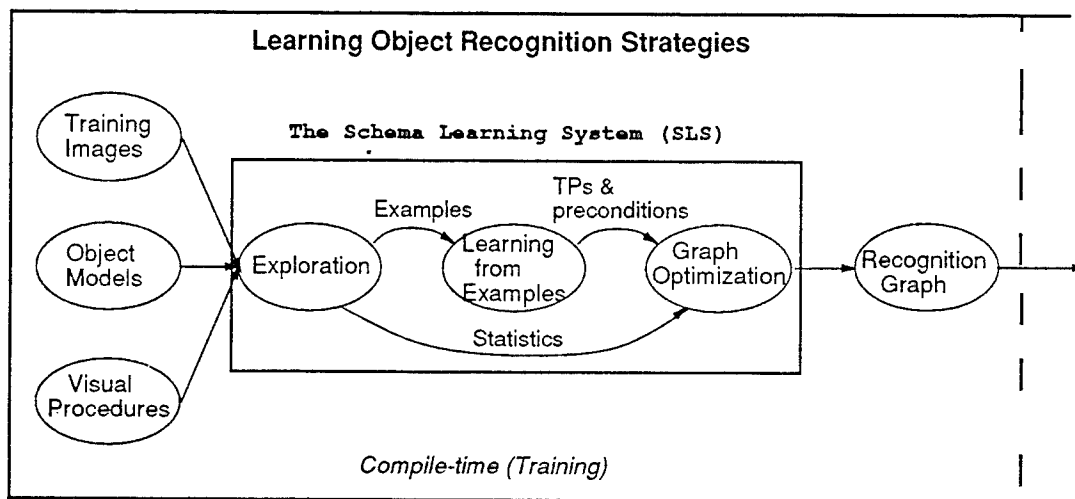 Learning Object Recognition Strategies
The Schema Learning System (SLS)
Training
Images
Object
Models
Visual
Procedures
Exploration
Examples
Learning
from
Examples
TPs &
preconditions
Graph
Optimization
Statistics
Recognition
Graph
Compile-time (Training)